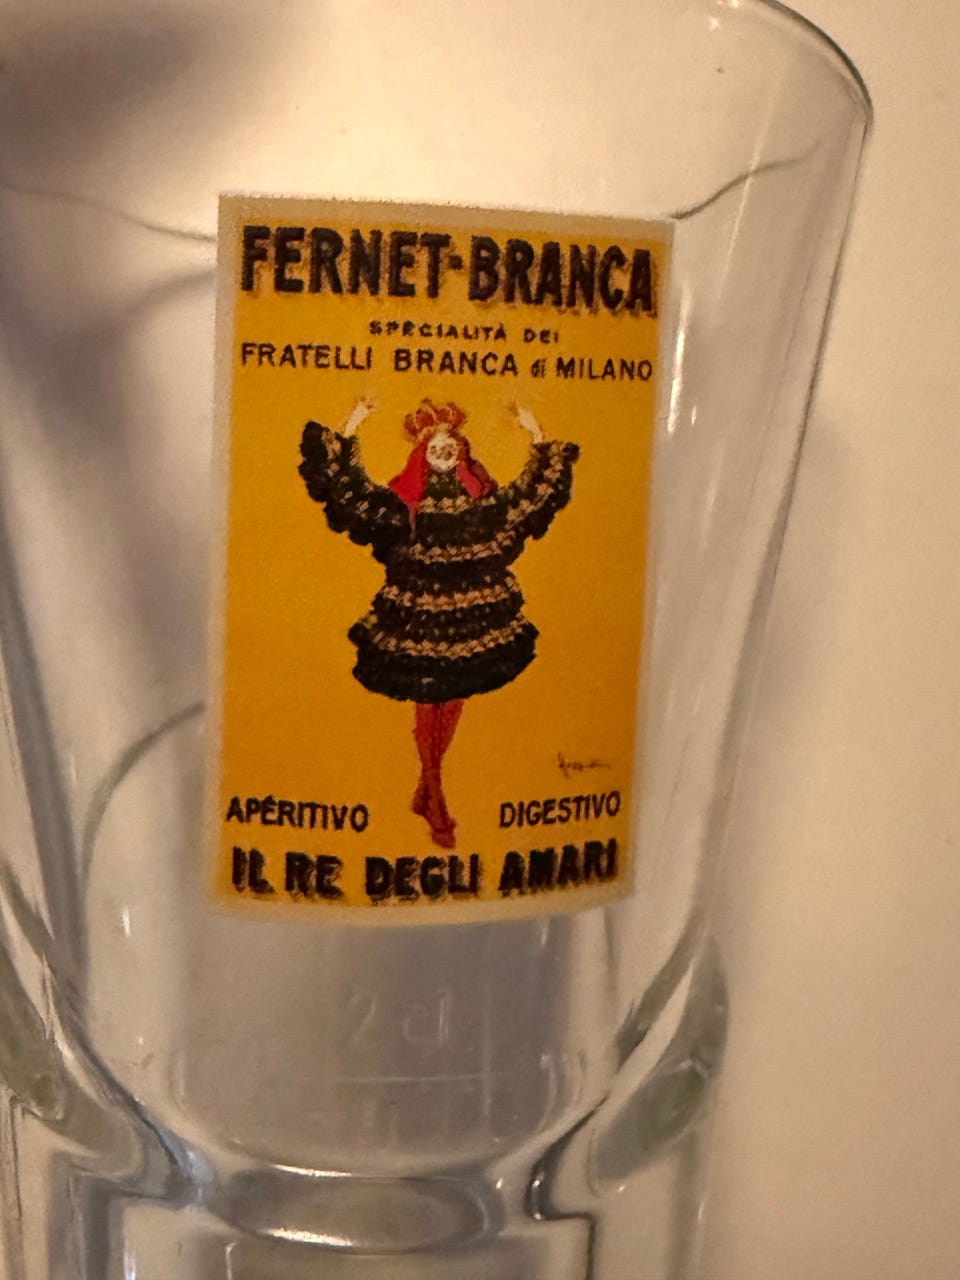 FERNET-BRANCA
SPECIALITÀ DEI
FRATELLI BRANCA di MILANO
APÉRITIVO
DIGESTIVO
IL RE DEGLI AMARI
2 cl